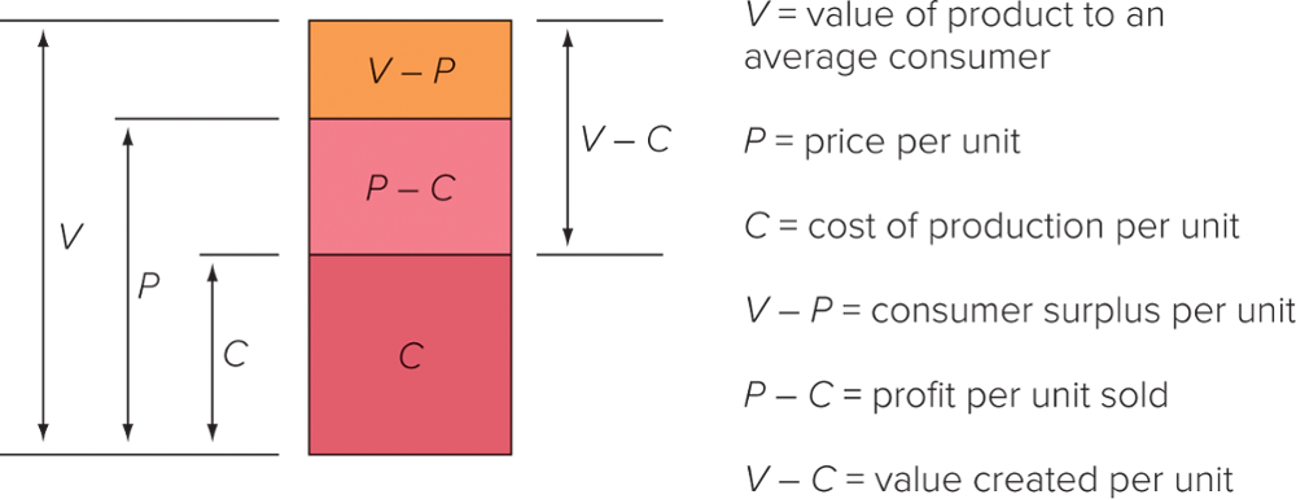 V – P
P – C
C
V
P
C
V – C
V = value of product to an
average consumer
P = price per unit
C = cost of production per unit
V – P = consumer surplus per unit
P – C = profit per unit sold
V – C = value created per unit